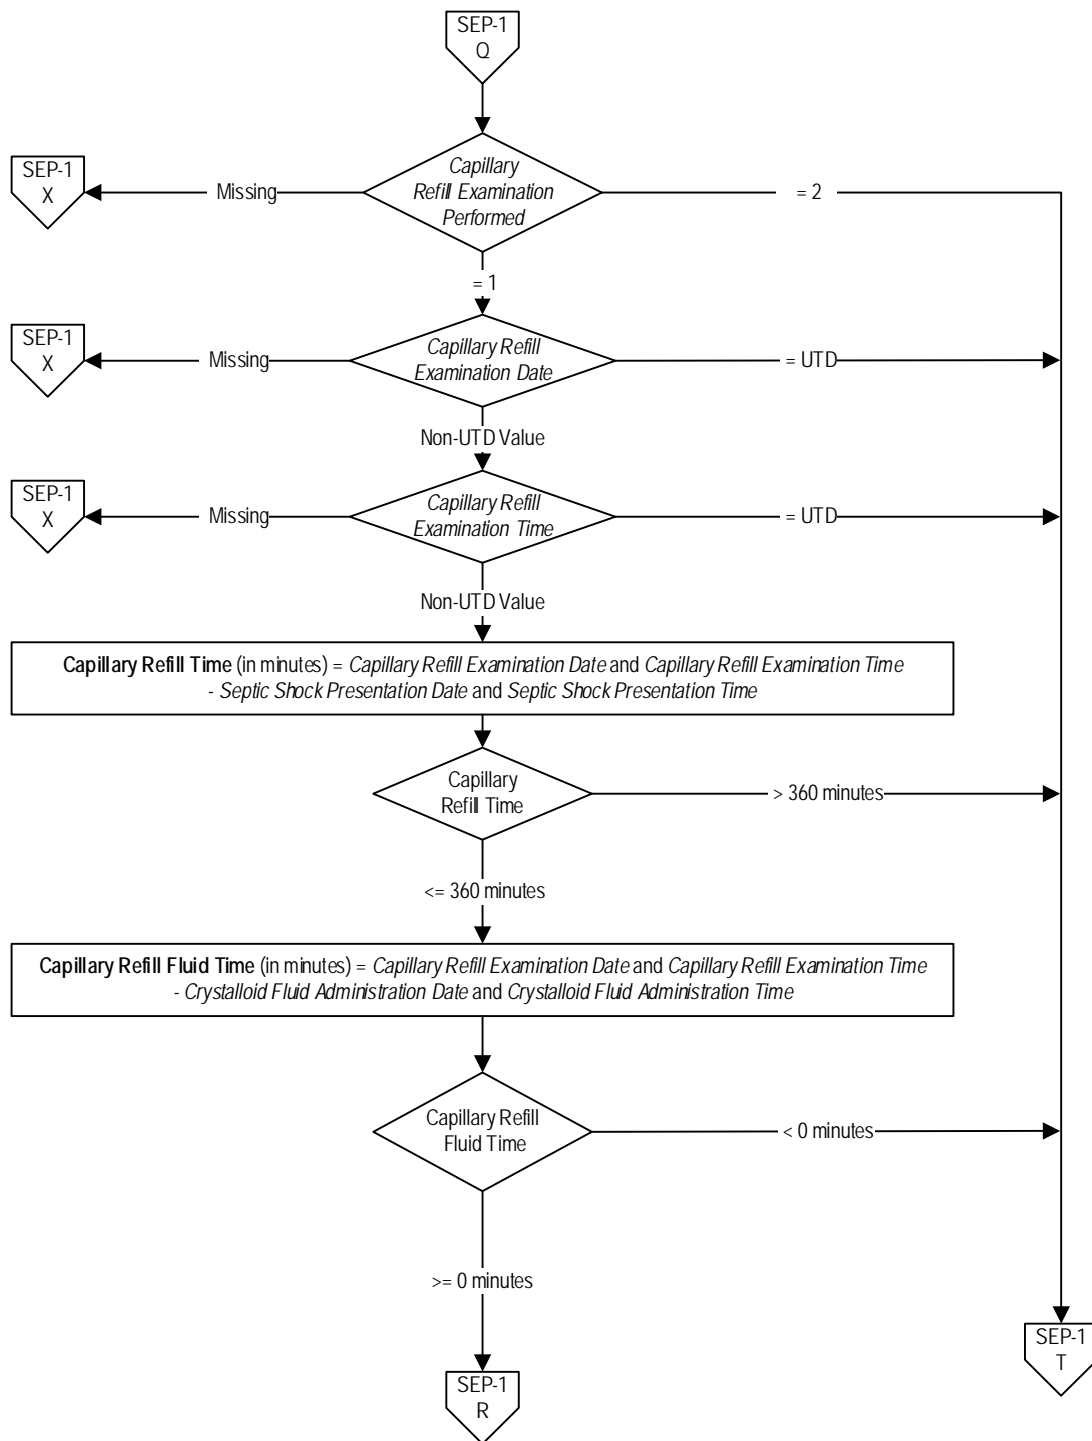 SEP-1
Q
Capillary
Refill Examination
Performed
SEP-1
X
Missing
= 2
= 1
Capillary Refill
Examination Date
SEP-1
X
Missing
= UTD
Non-UTD Value
Capillary Refill
Examination Time
SEP-1
X
Missing
= UTD
Non-UTD Value
Capillary Refill Time (in minutes) = Capillary Refill Examination Date and Capillary Refill Examination Time
- Septic Shock Presentation Date and Septic Shock Presentation Time
Capillary
Refill Time
> 360 minutes
<= 360 minutes
Capillary Refill Fluid Time (in minutes) = Capillary Refill Examination Date and Capillary Refill Examination Time
- Crystalloid Fluid Administration Date and Crystalloid Fluid Administration Time
Capillary Refill
Fluid Time
< 0 minutes
>= 0 minutes
SEP-1
T
SEP-1
R